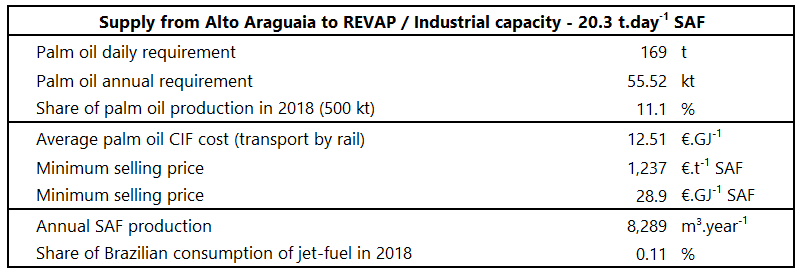 Supply from Alto Araguaia to REVAP / Industrial capacity - 20.3 t.day⁻¹ SAF
Palm oil daily requirement 169 t
Palm oil annual requirement 55.52 kt
Share of palm oil production in 2018 (500 kt) 11.1 %
Average palm oil CIF cost (transport by rail) 12.51 €.GJ⁻¹
Minimum selling price 1,237 €.t⁻¹ SAF
Minimum selling price 28.9 €.GJ⁻¹ SAF
Annual SAF production 8,289 m³.year⁻¹
Share of Brazilian consumption of jet-fuel in 2018 0.11 %